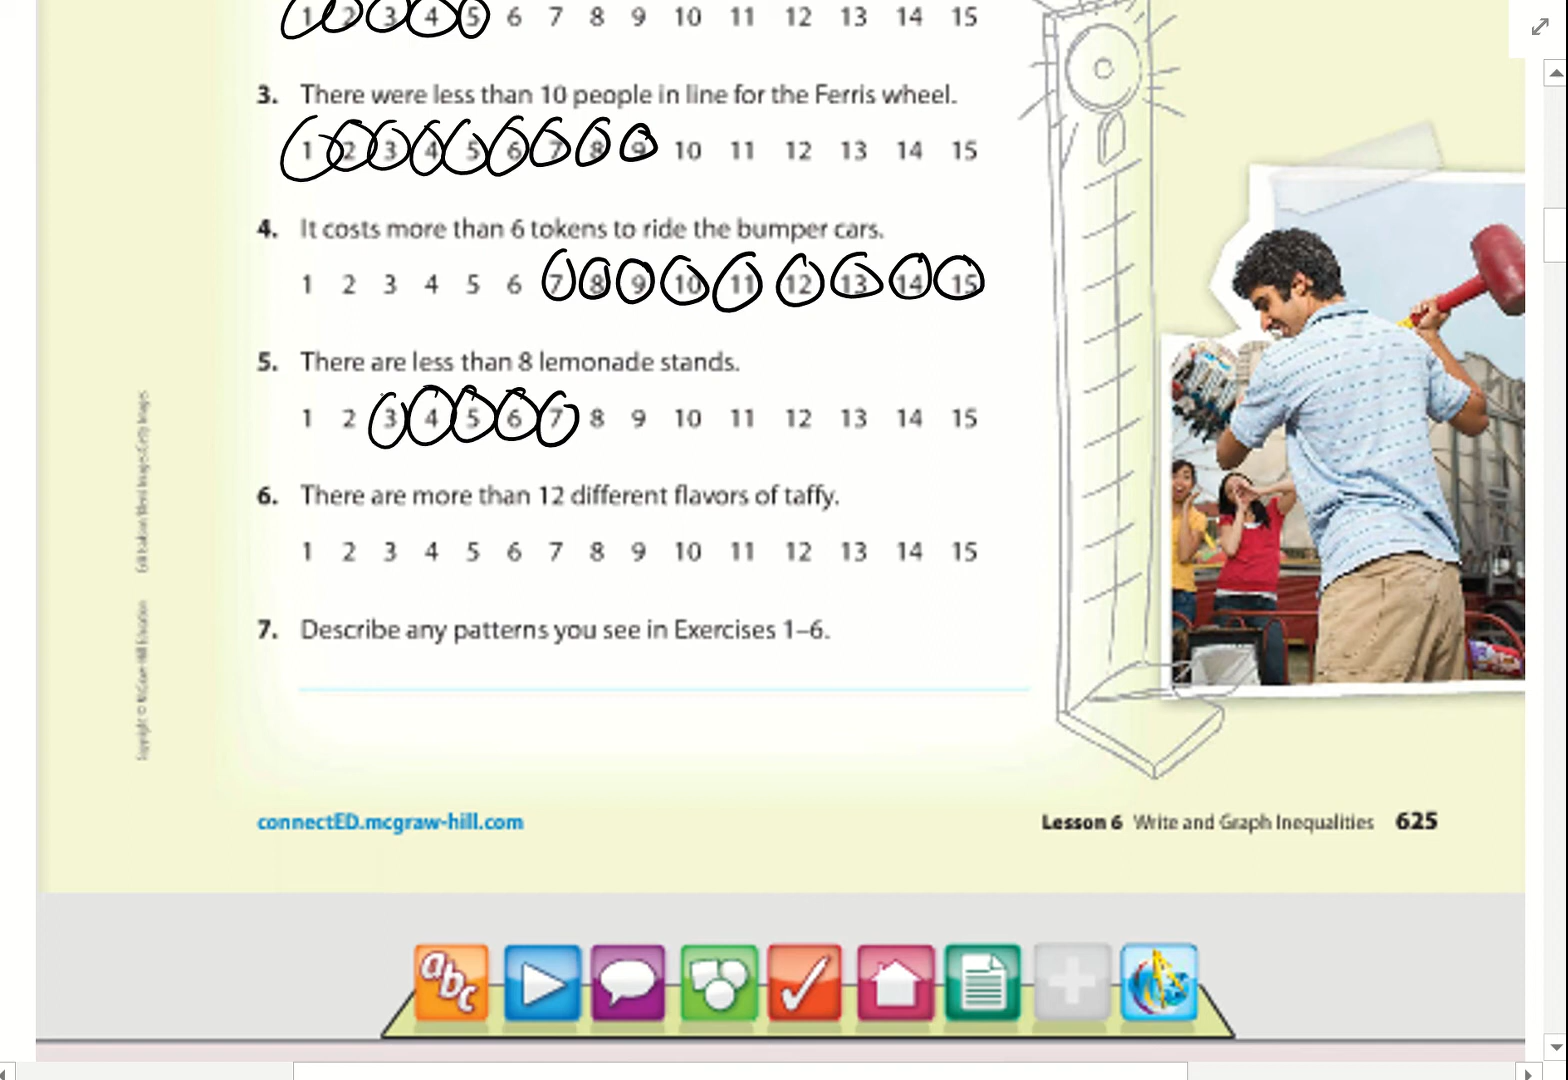 1 2 3 4 5 6 7 8 9 10 11 12 13 14 15
3. There were less than 10 people in line for the Ferris wheel.
1 2 3 4 5 6 7 8 9 10 11 12 13 14 15
4. It costs more than 6 tokens to ride the bumper cars.
1 2 3 4 5 6 7 8 9 10 11 12 13 14 15
5. There are less than 8 lemonade stands.
1 2 3 4 5 6 7 8 9 10 11 12 13 14 15
6. There are more than 12 different flavors of taffy.
1 2 3 4 5 6 7 8 9 10 11 12 13 14 15
7. Describe any patterns you see in Exercises 1–6.
Copyright © McGraw-Hill Education
connectED.mcgraw-hill.com
Lesson 6 Write and Graph Inequalities 625
abc